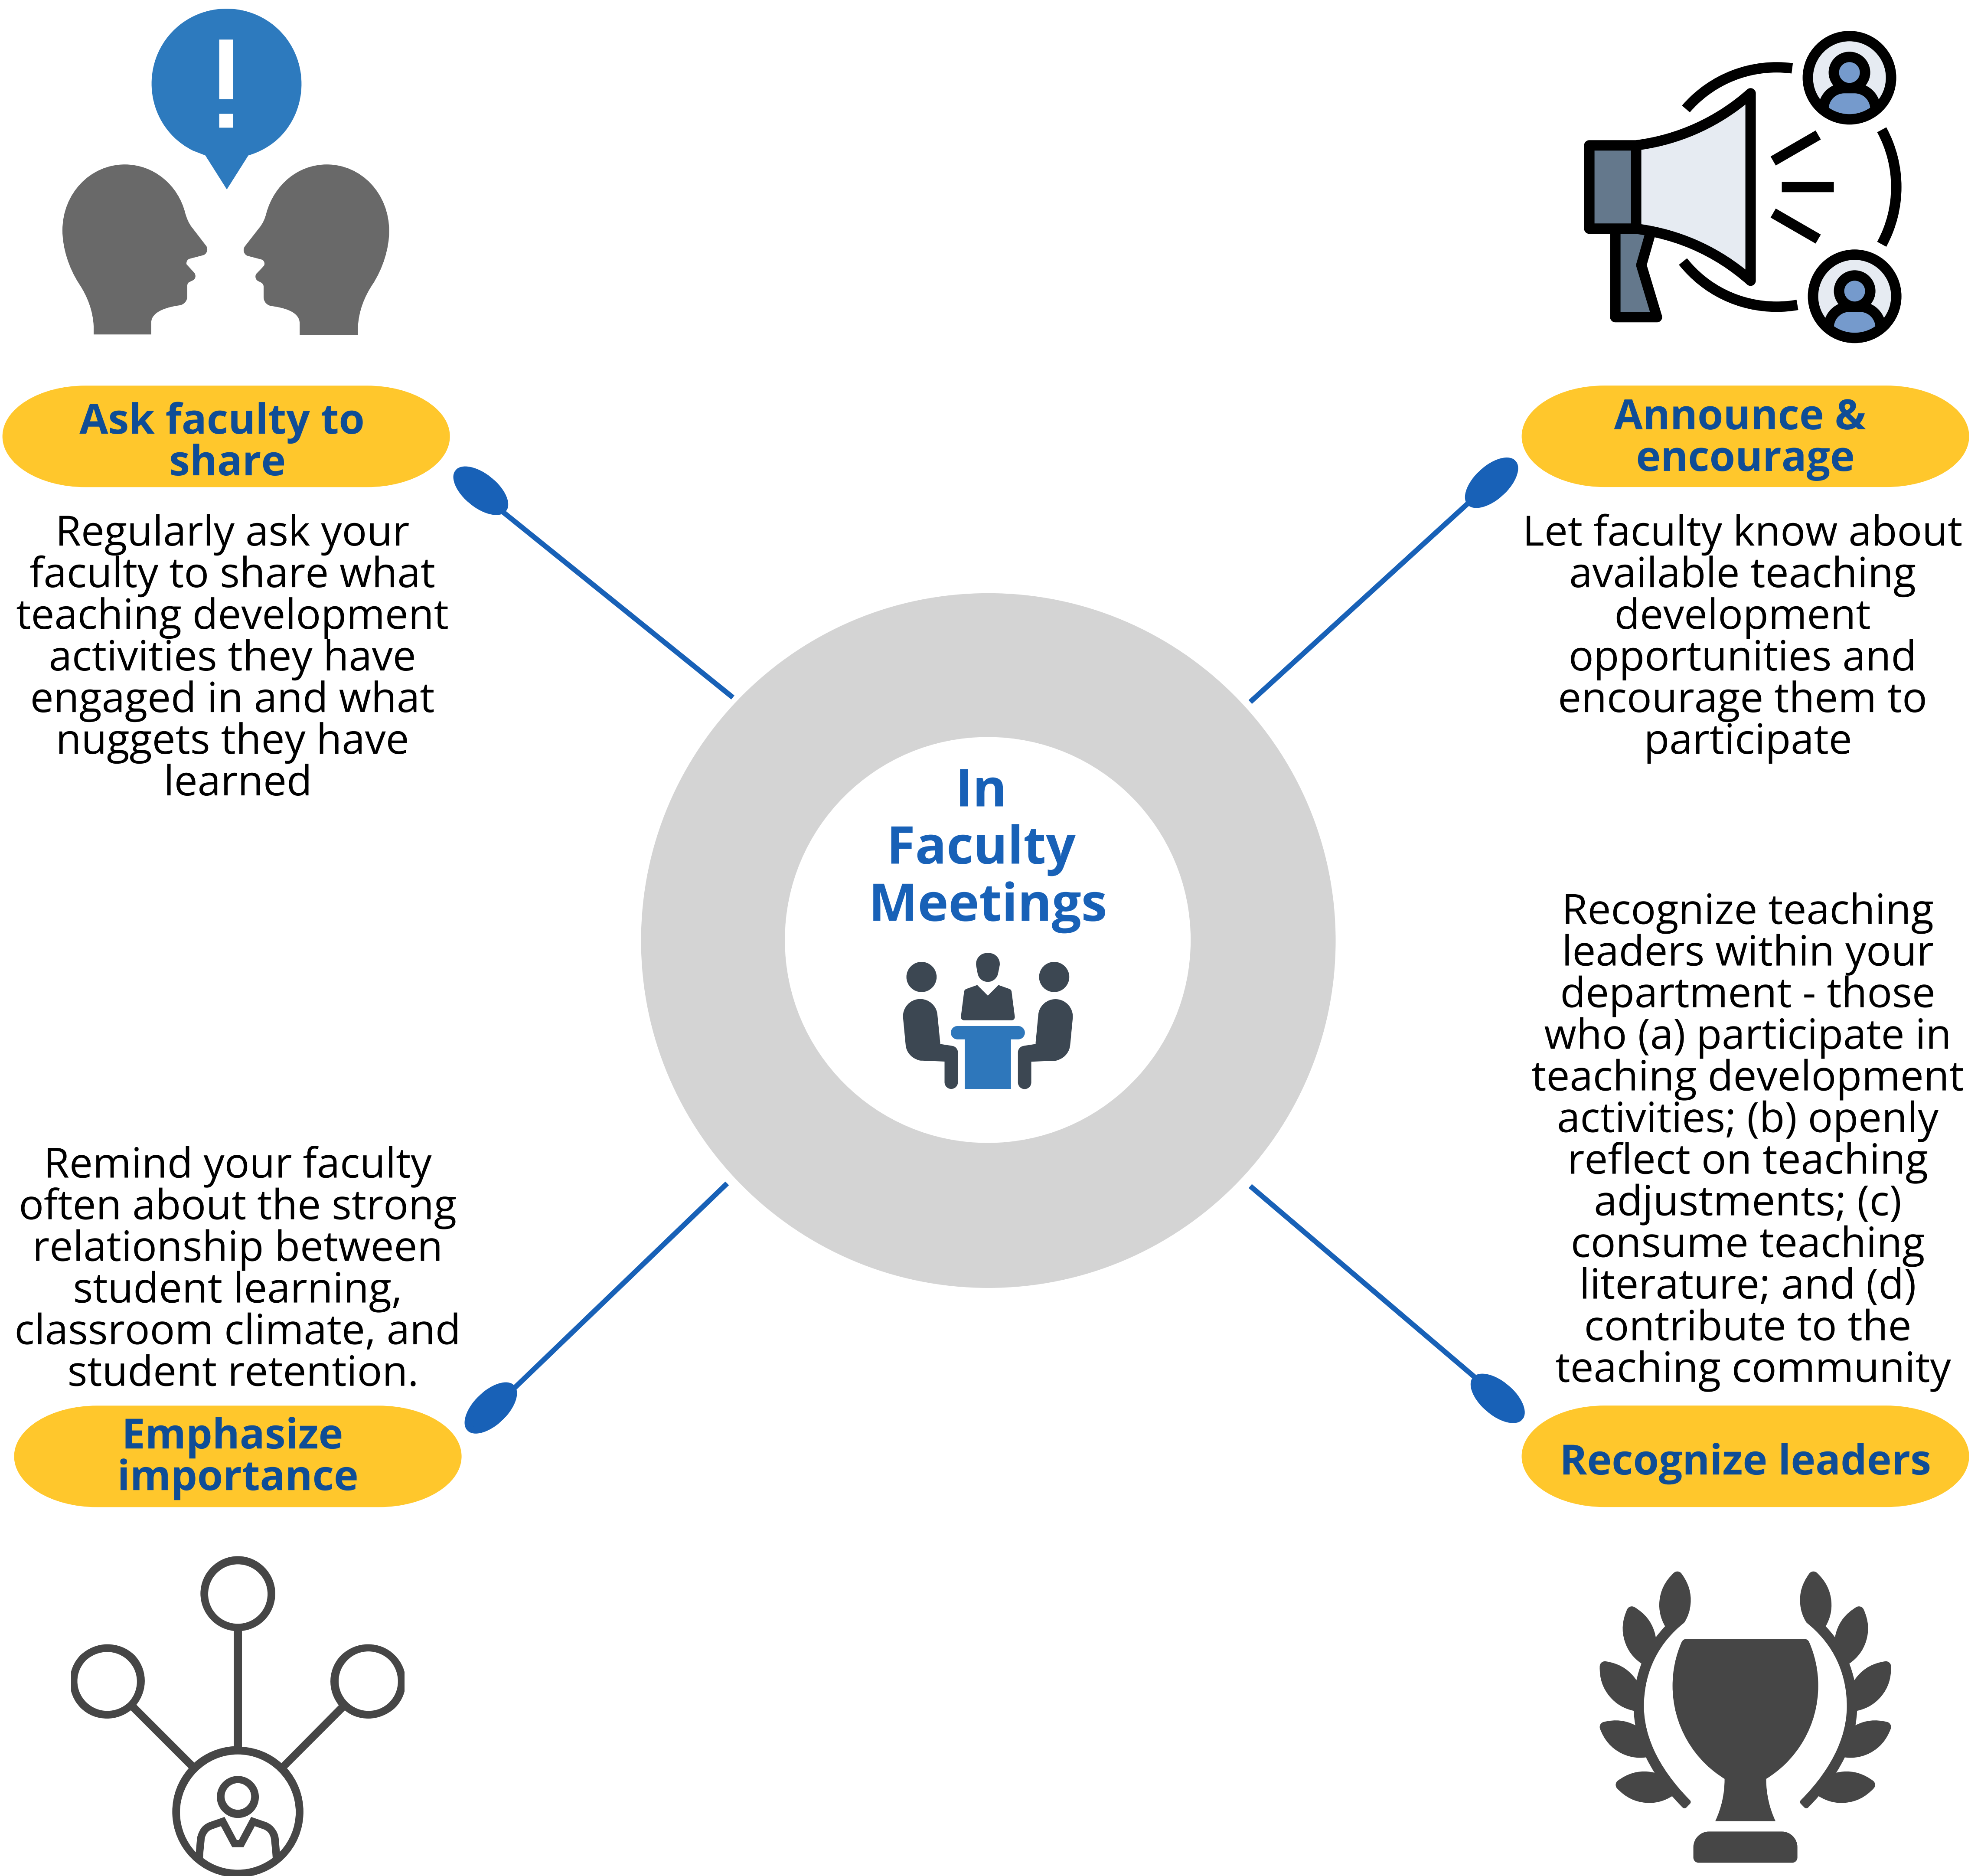 !
Ask faculty to
share
Regularly ask your
faculty to share what
teaching development
activities they have
engaged in and what
nuggets they have
learned
Announce &
encourage
Let faculty know about
available teaching
development
opportunities and
encourage them to
participate
In
Faculty
Meetings
Remind your faculty
often about the strong
relationship between
student learning,
classroom climate, and
student retention.
Emphasize
importance
Recognize teaching
leaders within your
department - those
who (a) participate in
teaching development
activities; (b) openly
reflect on teaching
adjustments; (c)
consume teaching
literature; and (d)
contribute to the
teaching community
Recognize leaders